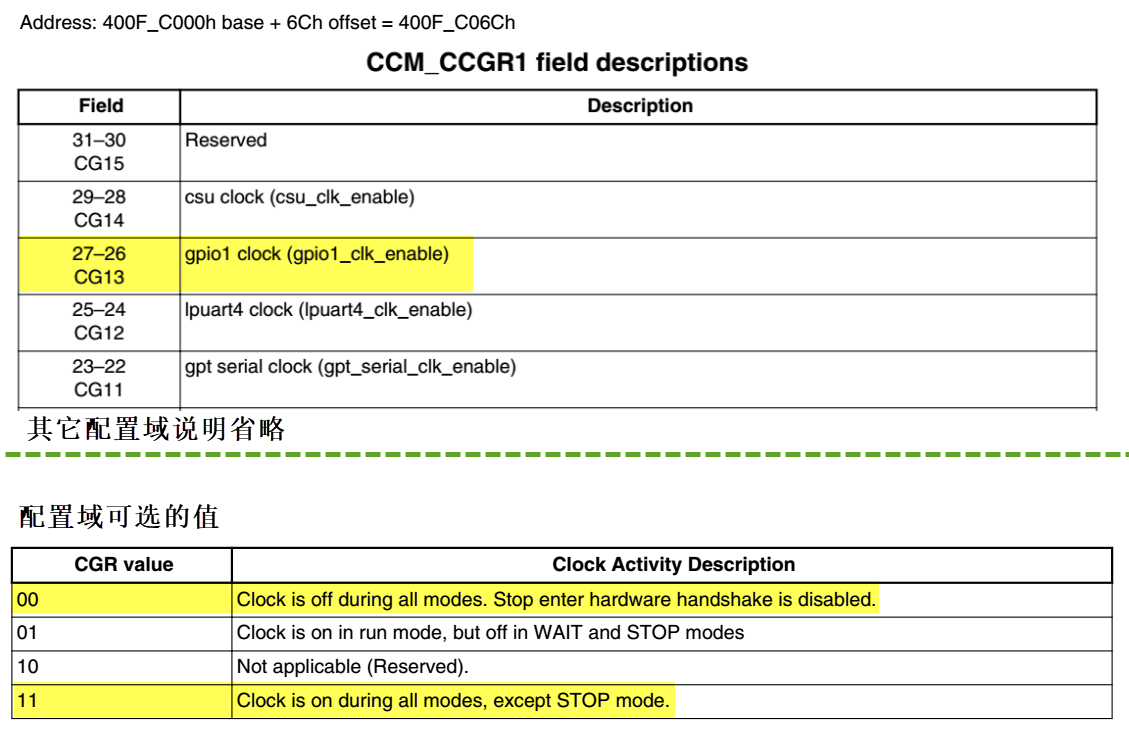 Address: 400F_C000h base + 6Ch offset = 400F_C06Ch
CCM_CCGR1 field descriptions
Field Description
31–30 Reserved
CG15
29–28 csu clock (csu_clk_enable)
CG14
27–26 gpio1 clock (gpio1_clk_enable)
CG13
25–24 lpuart4 clock (lpuart4_clk_enable)
CG12
23–22 gpt serial clock (gpt_serial_clk_enable)
CG11
其它配置域说明省略
配置域可选的值
CGR value Clock Activity Description
00 Clock is off during all modes. Stop enter hardware handshake is disabled.
01 Clock is on in run mode, but off in WAIT and STOP modes
10 Not applicable (Reserved).
11 Clock is on during all modes, except STOP mode.